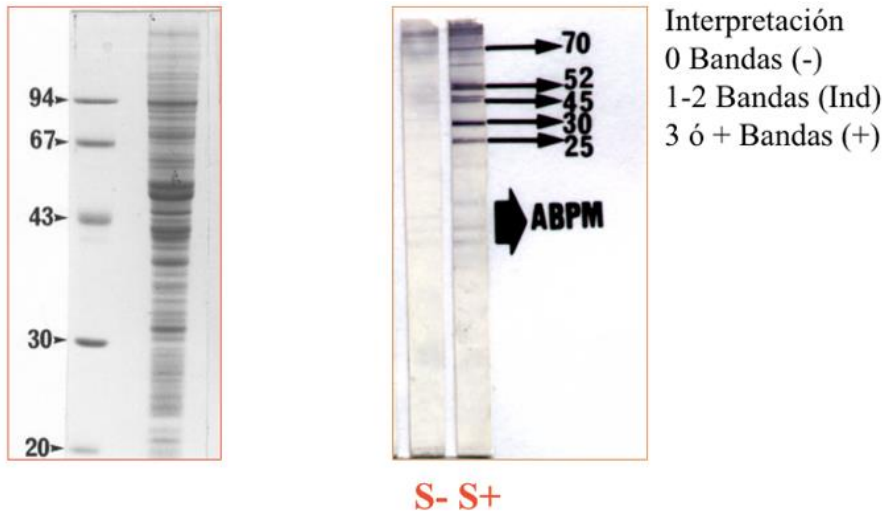 94
67
43
30
20
70
52
45
30
25
ABPM
S- S+
Interpretación
0 Bandas (-)
1-2 Bandas (Ind)
3 ó + Bandas (+)